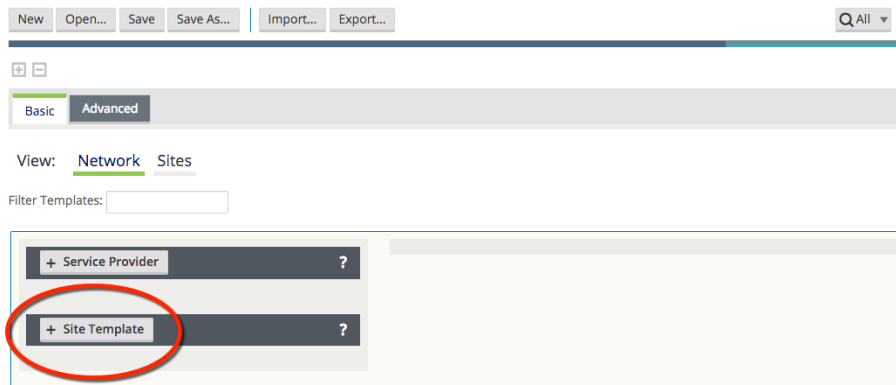 New Open... Save Save As... Import... Export... All
Basic Advanced
View: Network Sites
Filter Templates:
+ Service Provider ?
+ Site Template ?